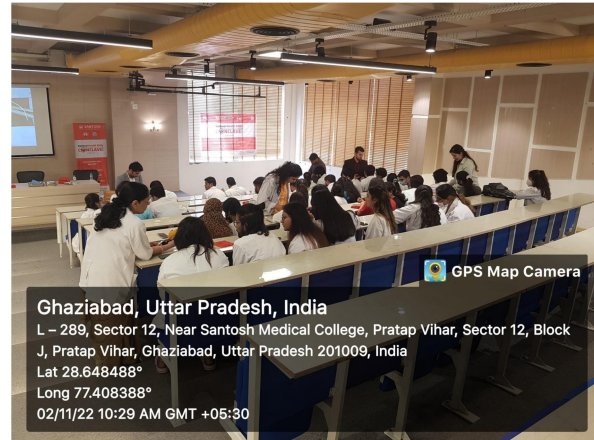 GPS Map Camera
Ghaziabad, Uttar Pradesh, India
L – 289, Sector 12, Near Santosh Medical College, Pratap Vihar, Sector 12, Block
J, Pratap Vihar, Ghaziabad, Uttar Pradesh 201009, India
Lat 28.648488°
Long 77.408388°
02/11/22 10:29 AM GMT +05:30